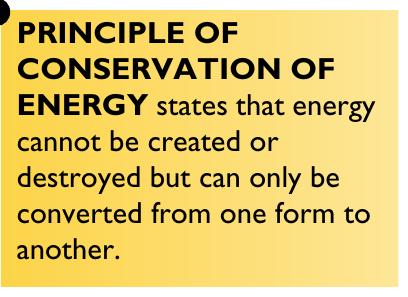 PRINCIPLE OF
CONSERVATION OF
ENERGY states that energy
cannot be created or
destroyed but can only be
converted from one form to
another.